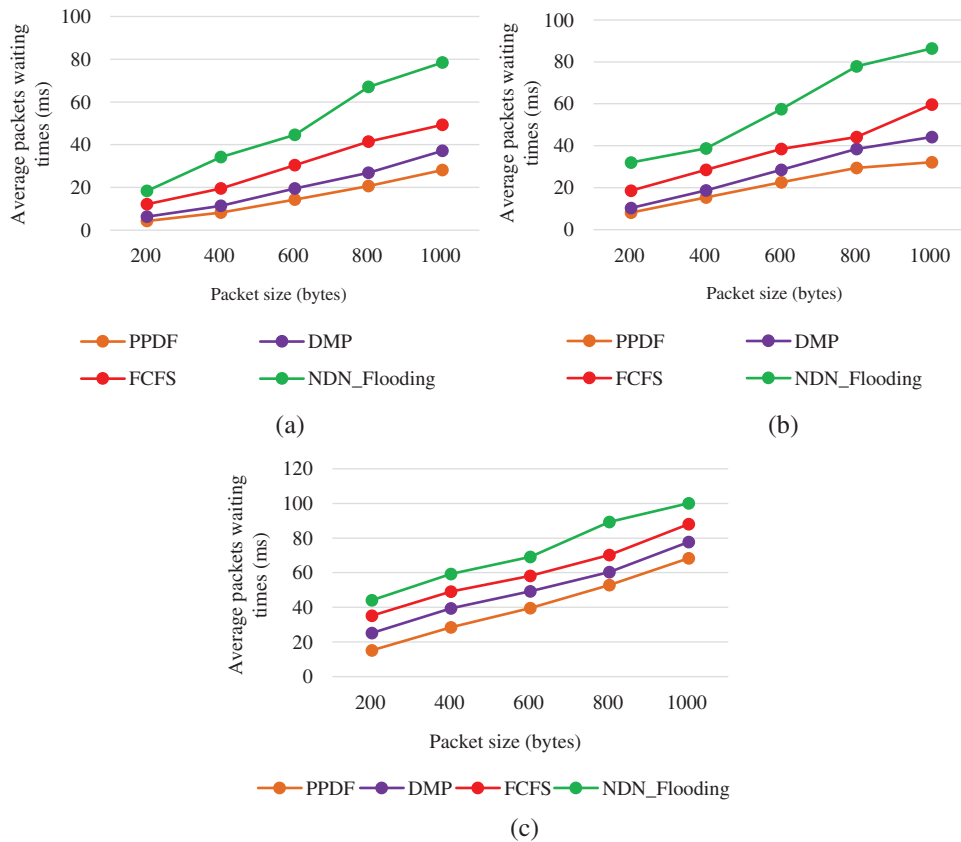 100
80
60
40
20
0
Average packets waiting
times (ms)
200 400 600 800 1000
Packet size (bytes)
PPDF DMP
FCFS NDN_Flooding
(a)
100
80
60
40
20
0
Average packets waiting
times (ms)
200 400 600 800 1000
Packet size (bytes)
PPDF DMP
FCFS NDN_Flooding
(b)
120
100
80
60
40
20
0
Average packets waiting
times (ms)
200 400 600 800 1000
Packet size (bytes)
PPDF DMP FCFS NDN_Flooding
(c)